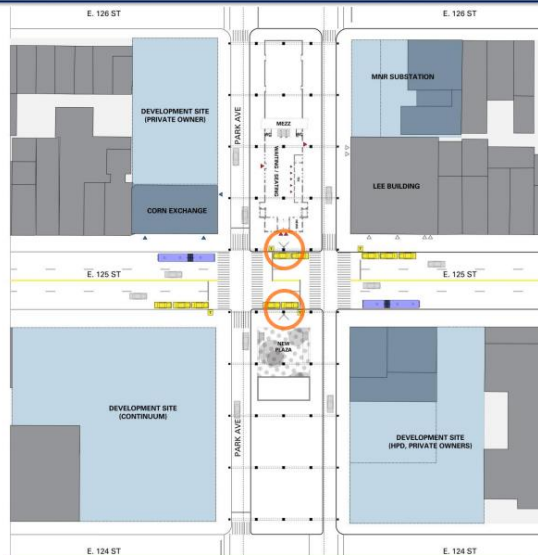 E. 126 ST
E. 126 ST
DEVELOPMENT SITE
(PRIVATE OWNER)
PARK AVE
MEZZ
WAITING / SEATING
MNR SUBSTATION
LEE BUILDING
CORN EXCHANGE
E. 125 ST
E. 125 ST
NEW
PLAZA
DEVELOPMENT SITE
(CONTINUUM)
PARK AVE
DEVELOPMENT SITE
(HPD, PRIVATE OWNERS)
E. 124 ST
E. 124 ST